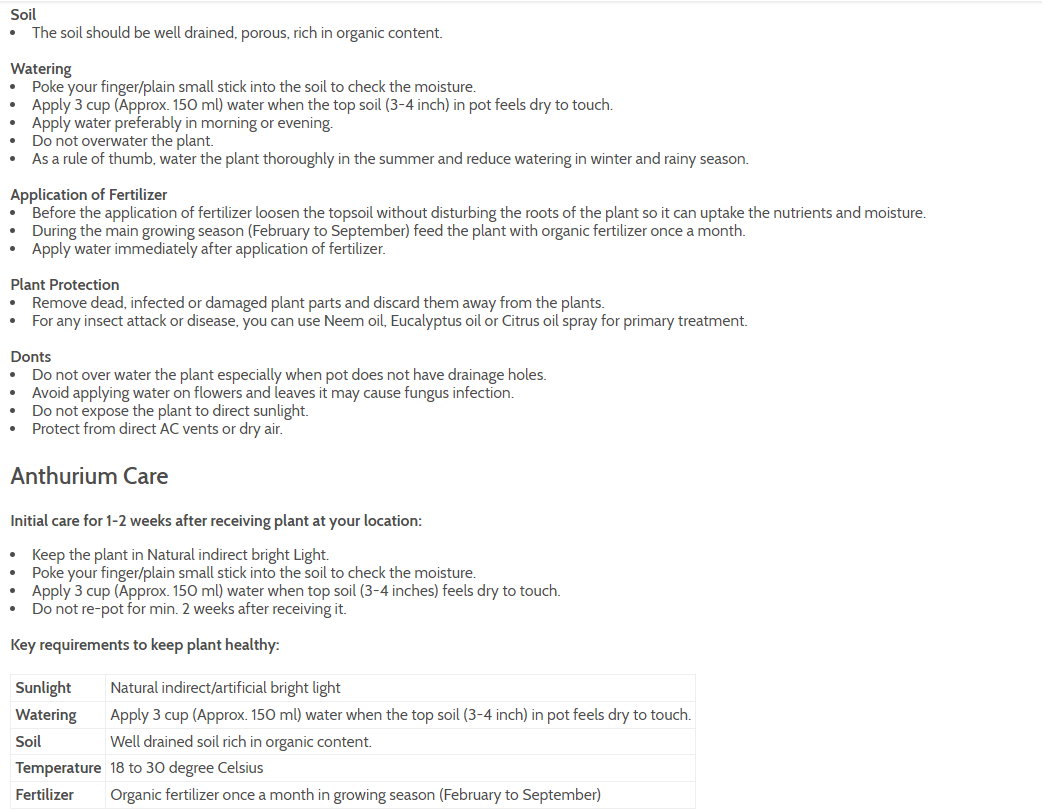 Soil
• The soil should be well drained, porous, rich in organic content.
Watering
• Poke your finger/plain small stick into the soil to check the moisture.
• Apply 3 cup (Approx. 150 ml) water when the top soil (3-4 inch) in pot feels dry to touch.
• Apply water preferably in morning or evening.
• Do not overwater the plant.
• As a rule of thumb, water the plant thoroughly in the summer and reduce watering in winter and rainy season.
Application of Fertilizer
• Before the application of fertilizer loosen the topsoil without disturbing the roots of the plant so it can uptake the nutrients and moisture.
• During the main growing season (February to September) feed the plant with organic fertilizer once a month.
• Apply water immediately after application of fertilizer.
Plant Protection
• Remove dead, infected or damaged plant parts and discard them away from the plants.
• For any insect attack or disease, you can use Neem oil, Eucalyptus oil or Citrus oil spray for primary treatment.
Donts
• Do not over water the plant especially when pot does not have drainage holes.
• Avoid applying water on flowers and leaves it may cause fungus infection.
• Do not expose the plant to direct sunlight.
• Protect from direct AC vents or dry air.
Anthurium Care
Initial care for 1-2 weeks after receiving plant at your location:
• Keep the plant in Natural indirect bright Light.
• Poke your finger/plain small stick into the soil to check the moisture.
• Apply 3 cup (Approx. 150 ml) water when top soil (3-4 inches) feels dry to touch.
• Do not re-pot for min. 2 weeks after receiving it.
Key requirements to keep plant healthy:
Sunlight Natural indirect/artificial bright light
Watering Apply 3 cup (Approx. 150 ml) water when the top soil (3-4 inch) in pot feels dry to touch.
Soil Well drained soil rich in organic content.
Temperature 18 to 30 degree Celsius
Fertilizer Organic fertilizer once a month in growing season (February to September)